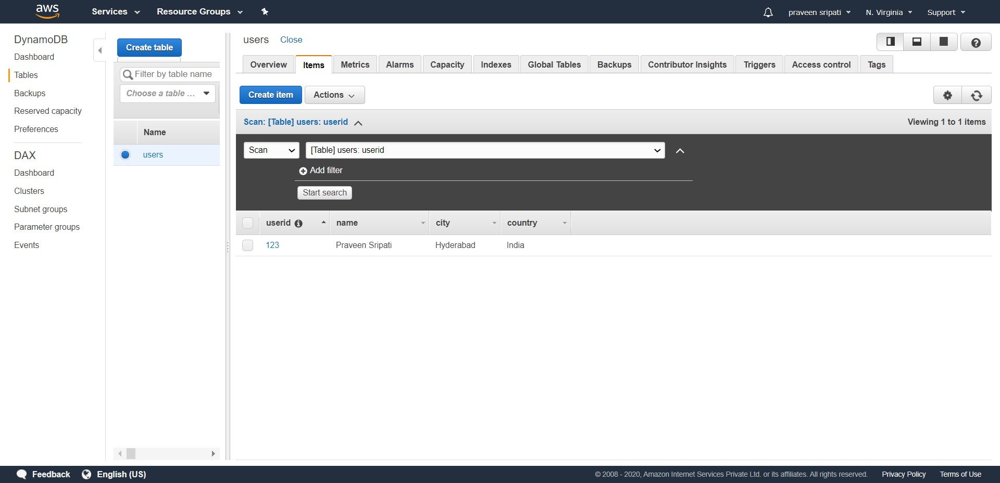 aws Services Resource Groups praveen sripati N. Virginia Support
DynamoDB
Dashboard
Tables
Backups
Reserved capacity
Preferences
DAX
Dashboard
Clusters
Subnet groups
Parameter groups
Events
Create table
Filter by table name
Choose a table ...
Name
users
users Close
Overview Items Metrics Alarms Capacity Indexes Global Tables Backups Contributor Insights Triggers Access control Tags
Create item Actions
Scan: [Table] users: userid Viewing 1 to 1 items
Scan [Table] users: userid
Add filter
Start search
userid name city country
123 Praveen Sripati Hyderabad India
Feedback English (US) © 2008 - 2020, Amazon Internet Services Private Ltd. or its affiliates. All rights reserved. Privacy Policy Terms of Use